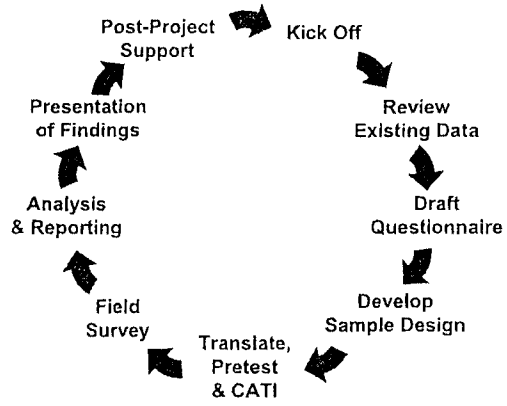 Kick Off
Review
Existing Data
Draft
Questionnaire
Develop
Sample Design
Translate,
Pretest
& CATI
Field
Survey
Analysis
& Reporting
Presentation
of Findings
Post-Project
Support